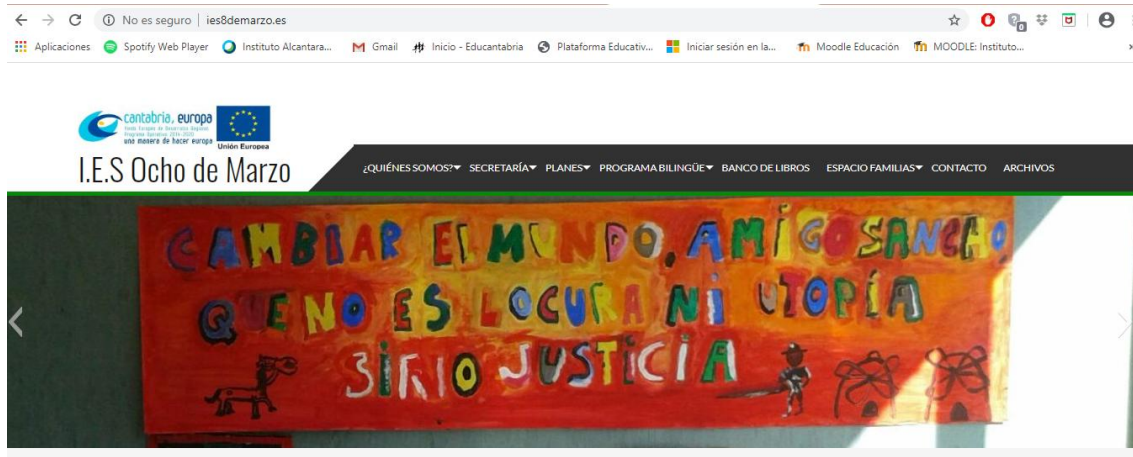 No es seguro | ies8demarzo.es
Aplicaciones Spotify Web Player Instituto Alcantara... Gmail Inicio - Educantabria Plataforma Educativ... Iniciar sesión en la... Moodle Educación MOODLE: Instituto...
cantabria, europa
una manera de hacer europa
Unión Europea
I.E.S Ocho de Marzo
¿QUIÉNES SOMOS? SECRETARÍA PLANES PROGRAMA BILINGÜE BANCO DE LIBROS ESPACIO FAMILIAS CONTACTO ARCHIVOS
CAMBIAR EL MUNDO, AMIGO SANCHO,
QUE NO ES LOCURA NI UTOPÍA
SINO JUSTICIA